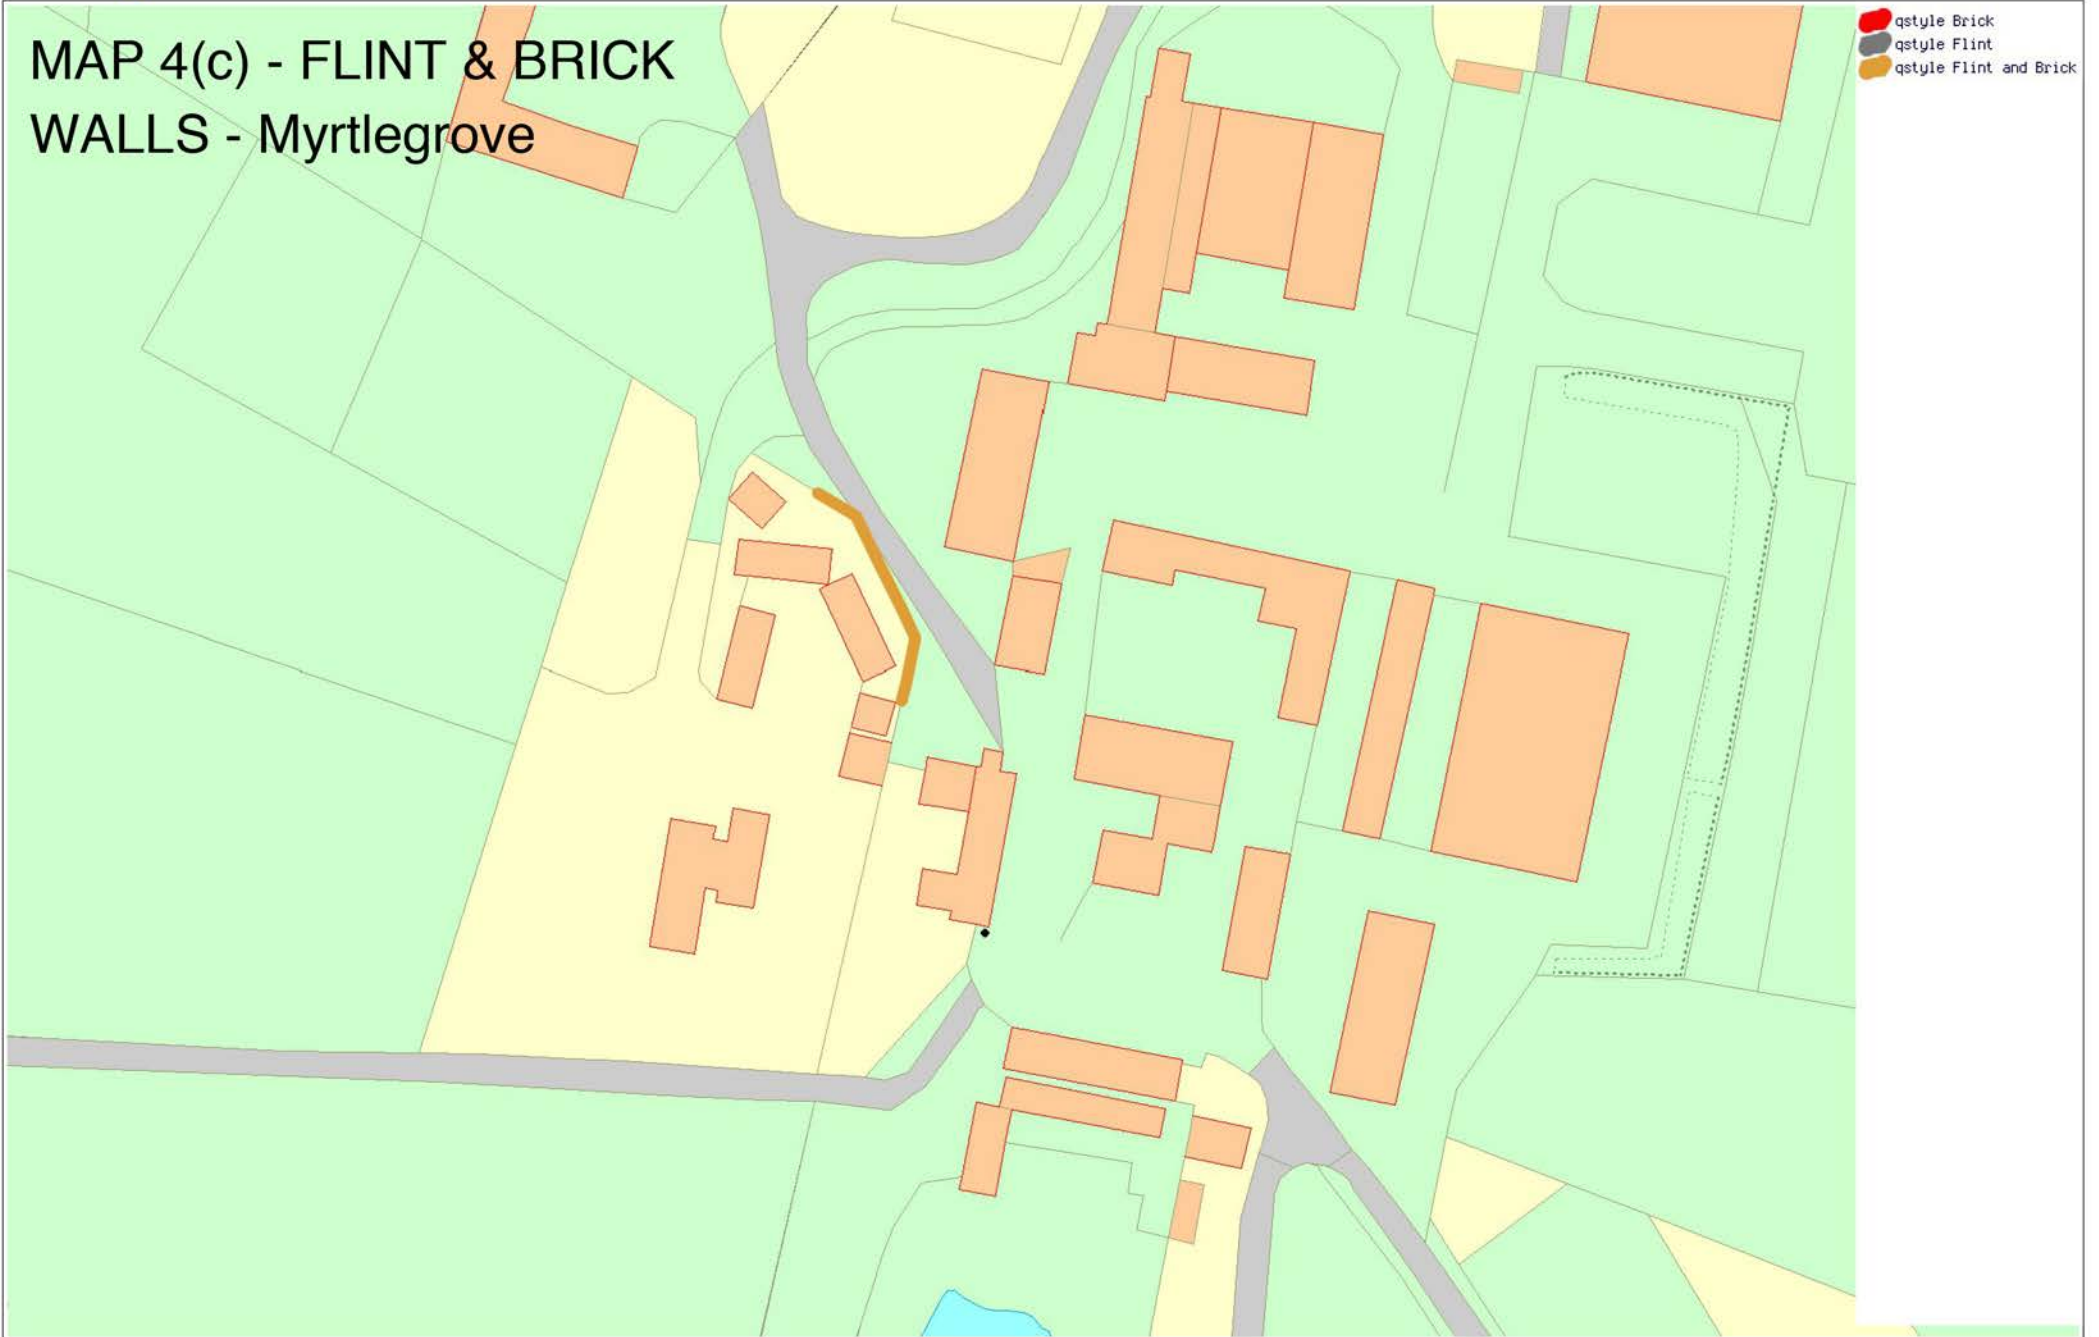 MAP 4(c) - FLINT & BRICK
WALLS - Myrtlegrove
qstyle Brick
qstyle Flint
qstyle Flint and Brick